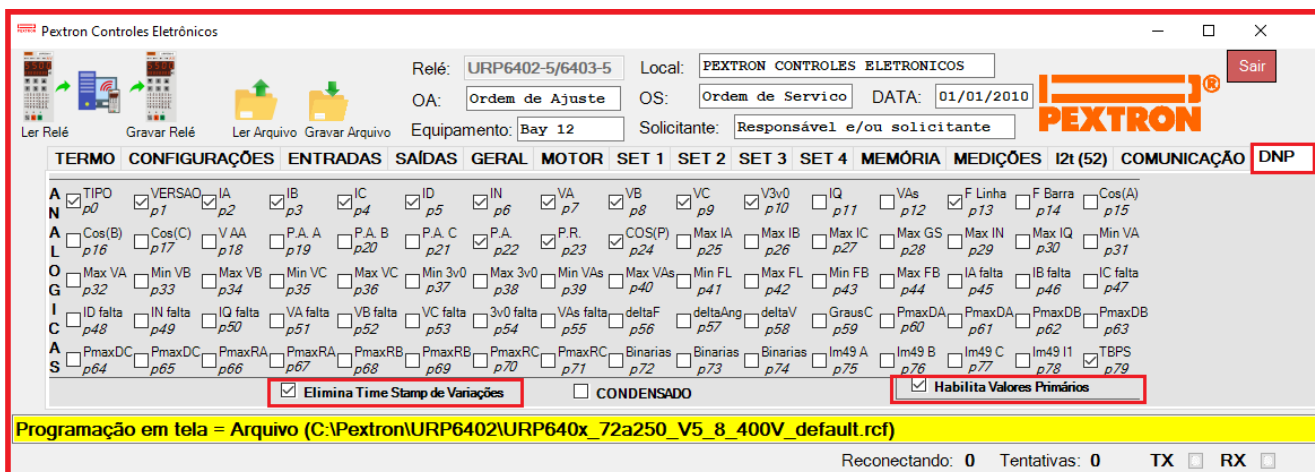 Pextron Controles Eletrônicos
Relé: URP6402-5/6403-5 Local: PEXTRON CONTROLES ELETRONICOS Sair
OA: Ordem de Ajuste OS: Ordem de Servico DATA: 01/01/2010
Ler Relé Gravar Relé Ler Arquivo Gravar Arquivo Equipamento: Bay 12 Solicitante: Responsável e/ou solicitante PEXTRON®
TERMO CONFIGURAÇÕES ENTRADAS SAÍDAS GERAL MOTOR SET 1 SET 2 SET 3 SET 4 MEMÓRIA MEDIÇÕES I2t (52) COMUNICAÇÃO DNP
ANALOGICAS
TIPO VERSAO IA IB IC ID IN VA VB VC V3v0 IQ VAs F Linha F Barra Cos(A)
p0 p1 p2 p3 p4 p5 p6 p7 p8 p9 p10 p11 p12 p13 p14 p15
Cos(B) Cos(C) V AA P.A. A P.A. B P.A. C P.A. P.R. COS(P) Max IA Max IB Max IC Max GS Max IN Max IQ Min VA
p16 p17 p18 p19 p20 p21 p22 p23 p24 p25 p26 p27 p28 p29 p30 p31
Max VA Min VB Max VB Min VC Max VC Min 3v0 Max 3v0 Min VAs Max VAs Min FL Max FL Min FB Max FB IA falta IB falta IC falta
p32 p33 p34 p35 p36 p37 p38 p39 p40 p41 p42 p43 p44 p45 p46 p47
ID falta IN falta IQ falta VA falta VB falta VC falta 3v0 falta VAs falta deltaF deltaAng deltaV GrausC PmaxDA PmaxDA PmaxDB PmaxDB
p48 p49 p50 p51 p52 p53 p54 p55 p56 p57 p58 p59 p60 p61 p62 p63
PmaxDC PmaxDC PmaxRA PmaxRA PmaxRB PmaxRB PmaxRC PmaxRC Binarias Binarias Binarias Im49 A Im49 B Im49 C Im49 I1 TBPS
p64 p65 p66 p67 p68 p69 p70 p71 p72 p73 p74 p75 p76 p77 p78 p79
Elimina Time Stamp de Variações CONDENSADO Habilita Valores Primários
Programação em tela = Arquivo (C:\Pextron\URP6402\URP640x_72a250_V5_8_400V_default.rcf)
Reconectando: 0 Tentativas: 0 TX RX